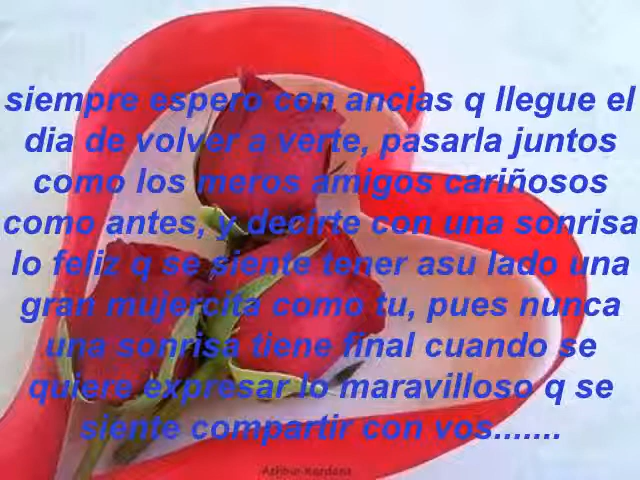 siempre espero con ancias q llegue el
dia de volver a verte, pasarla juntos
como los meros amigos cariñosos
como antes, y decirte con una sonrisa
lo feliz q se siente tener asu lado una
gran mujercita como tu, pues nunca
una sonrisa tiene final cuando se
quiere expresar lo maravilloso q se
siente compartir con vos.......